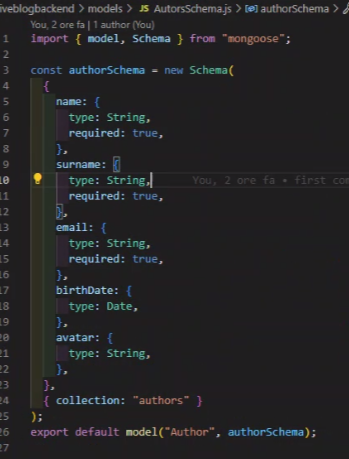 iveblogbackend > models > JS AutorsSchema.js > [@] authorSchema >
You, 2 ore fa | 1 author (You)
1 import { model, Schema } from "mongoose";
2
3 const authorSchema = new Schema(
4 {
5 name: {
6 type: String,
7 required: true,
8 },
9 surname: {
10 type: String, You, 2 ore fa • first com
11 required: true,
12 },
13 email: {
14 type: String,
15 required: true,
16 },
17 birthDate: {
18 type: Date,
19 },
20 avatar: {
21 type: String,
22 },
23 },
24 { collection: "authors" }
25 );
26 export default model("Author", authorSchema);
27